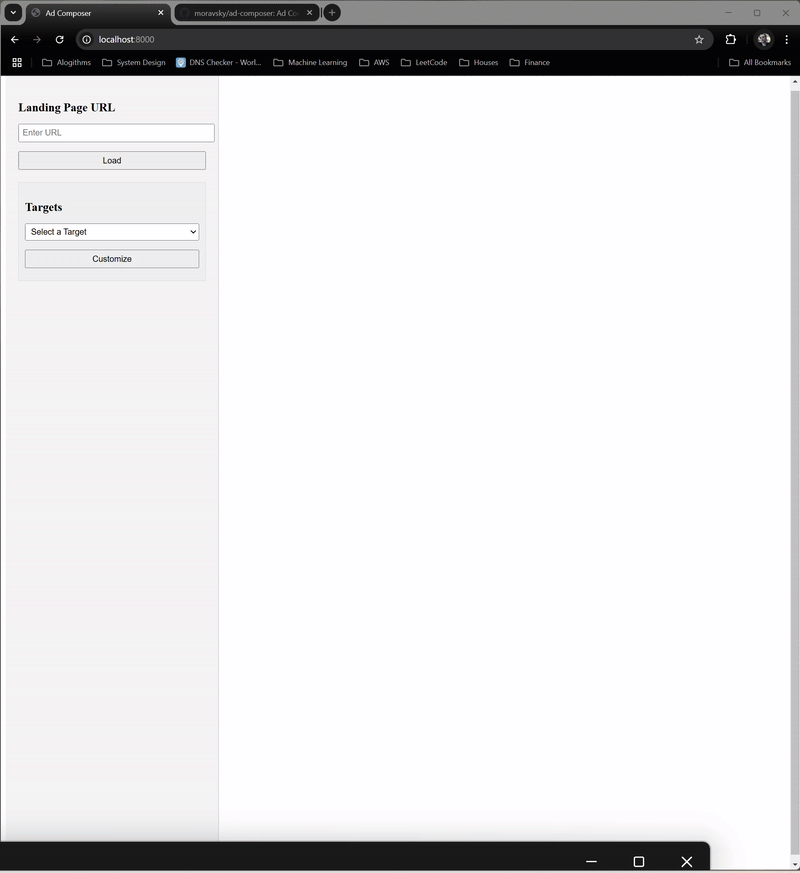 Ad Composer
moravsky/ad-composer: Ad Co
localhost:8000
Alogithms
System Design
DNS Checker - Worl...
Machine Learning
AWS
LeetCode
Houses
Finance
All Bookmarks
Landing Page URL
Enter URL
Load
Targets
Select a Target
Customize